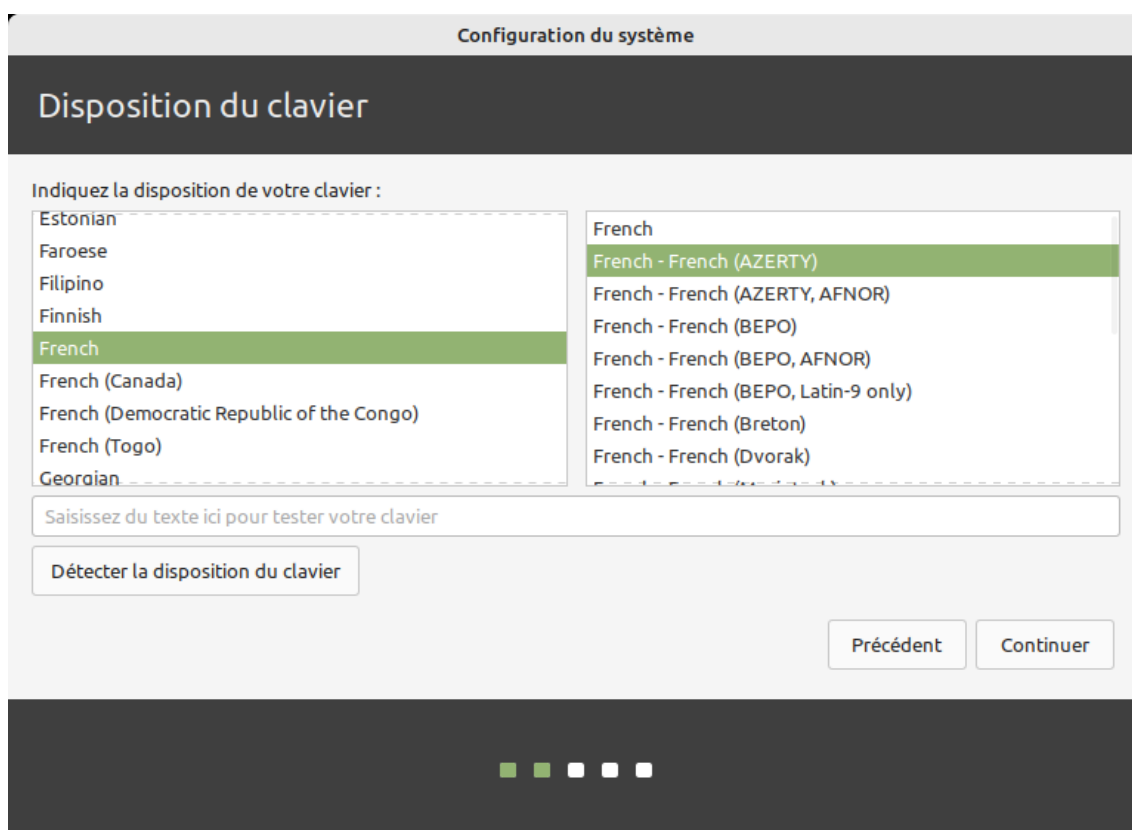 Configuration du système
Disposition du clavier
Indiquez la disposition de votre clavier :
Estonian
Faroese
Filipino
Finnish
French
French (Canada)
French (Democratic Republic of the Congo)
French (Togo)
Georgian
French
French - French (AZERTY)
French - French (AZERTY, AFNOR)
French - French (BEPO)
French - French (BEPO, AFNOR)
French - French (BEPO, Latin-9 only)
French - French (Breton)
French - French (Dvorak)
Saisissez du texte ici pour tester votre clavier
Détecter la disposition du clavier
Précédent
Continuer